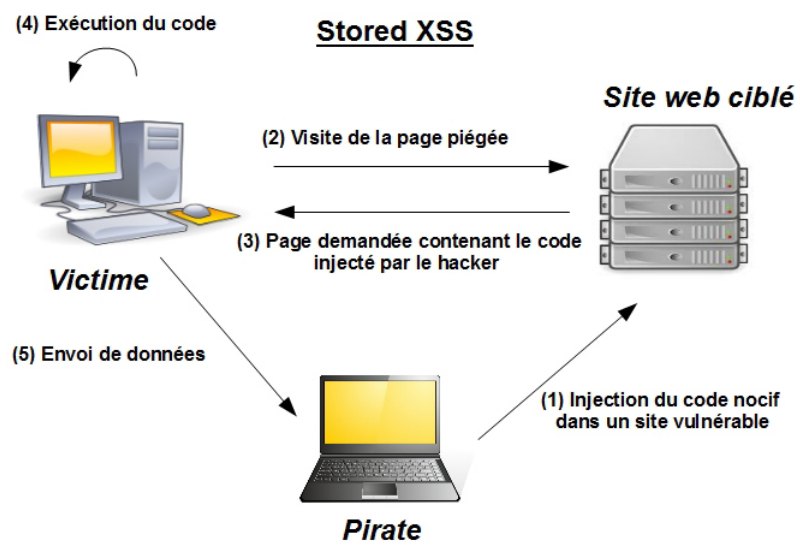 (4) Exécution du code
Stored XSS
Site web ciblé
(2) Visite de la page piégée
(3) Page demandée contenant le code
injecté par le hacker
Victime
(5) Envoi de données
(1) Injection du code nocif
dans un site vulnérable
Pirate